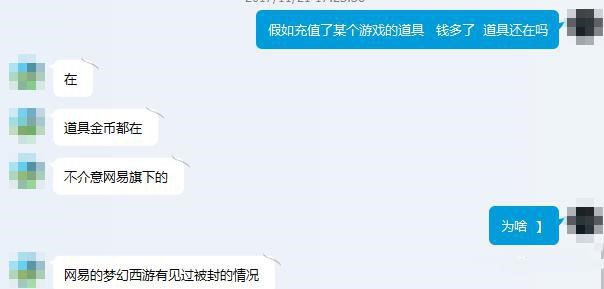 假如充值了某个游戏的道具 钱多了 道具还在吗
在
道具金币都在
不介意网易旗下的
为啥 】
网易的梦幻西游有见过被封的情况